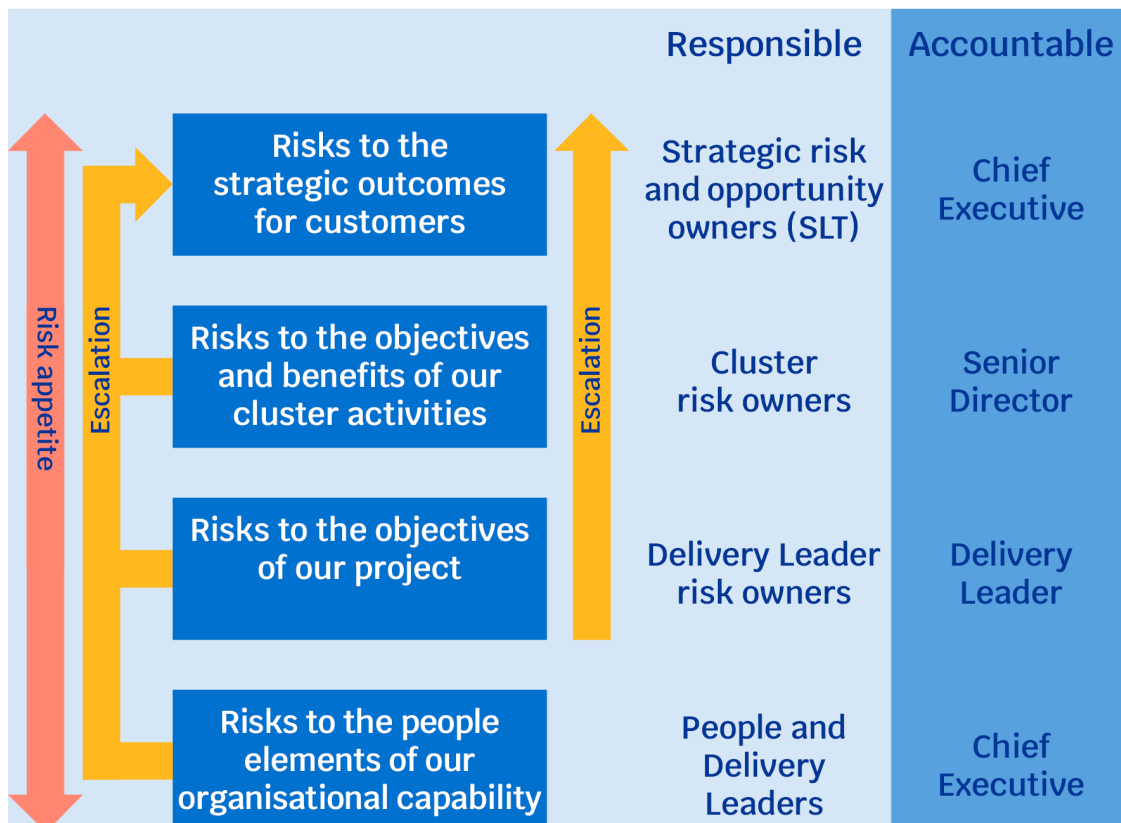 Responsible
Accountable
Risk appetite
Escalation
Risks to the
strategic outcomes
for customers
Escalation
Strategic risk
and opportunity
owners (SLT)
Chief
Executive
Risks to the objectives
and benefits of our
cluster activities
Cluster
risk owners
Senior
Director
Risks to the objectives
of our project
Delivery Leader
risk owners
Delivery
Leader
Risks to the people
elements of our
organisational capability
People and
Delivery
Leaders
Chief
Executive